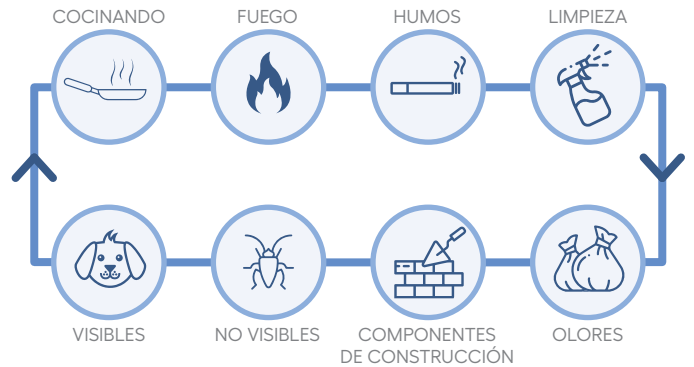 COCINANDO
FUEGO
HUMOS
LIMPIEZA
VISIBLES
NO VISIBLES
COMPONENTES
DE CONSTRUCCIÓN
OLORES